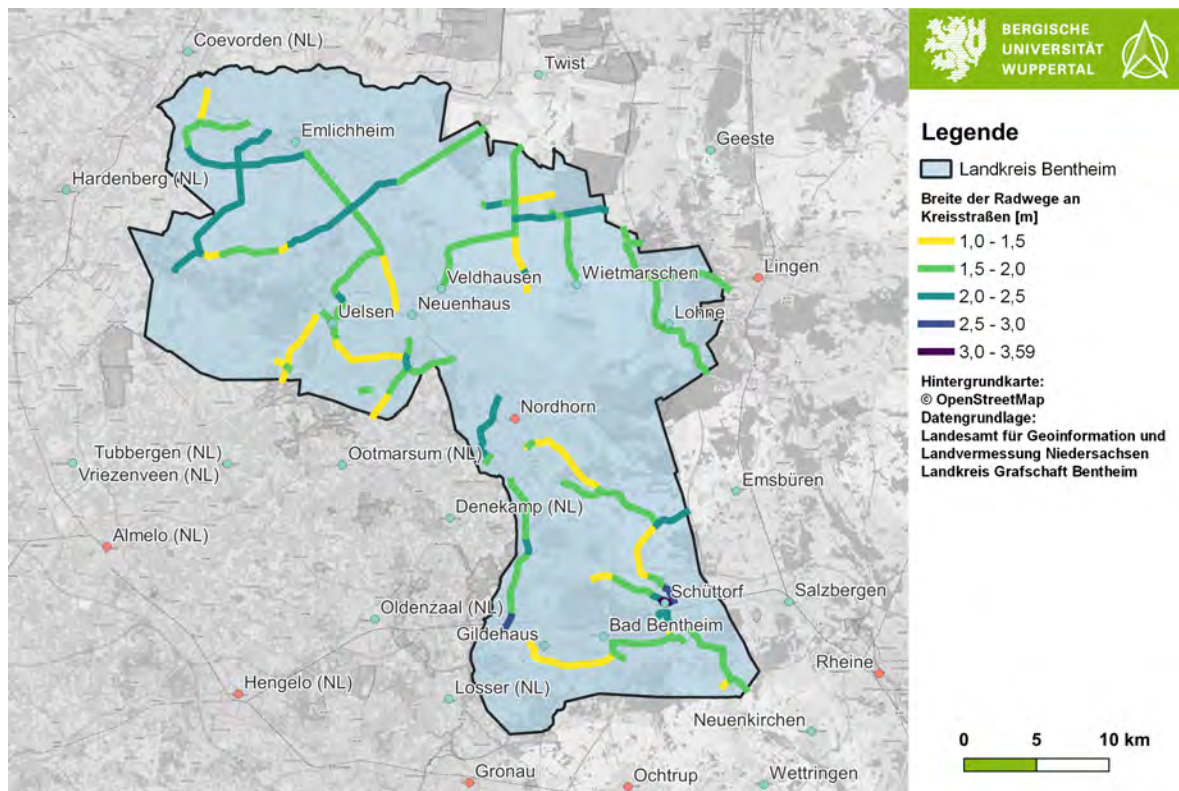 Coevorden (NL)
Twist
Emlichheim
Geeste
Hardenberg (NL)
Lingen
Veldhausen
Wietmarschen
Neuenhaus
Uelsen
Lohne
Nordhorn
Tubbergen (NL)
Ootmarsum (NL)
Vriezenveen (NL)
Emsbüren
Denekamp (NL)
Almelo (NL)
Schüttorf
Salzbergen
Oldenzaal (NL)
Bad Bentheim
Gildehaus
Rheine
Hengelo (NL)
Losser (NL)
Neuenkirchen
Gronau
Ochtrup
Wettringen
BERGISCHE
UNIVERSITÄT
WUPPERTAL
Legende
Landkreis Bentheim
Breite der Radwege an
Kreisstraßen [m]
1,0 - 1,5
1,5 - 2,0
2,0 - 2,5
2,5 - 3,0
3,0 - 3,59
Hintergrundkarte:
© OpenStreetMap
Datengrundlage:
Landesamt für Geoinformation und
Landvermessung Niedersachsen
Landkreis Grafschaft Bentheim
0 5 10 km